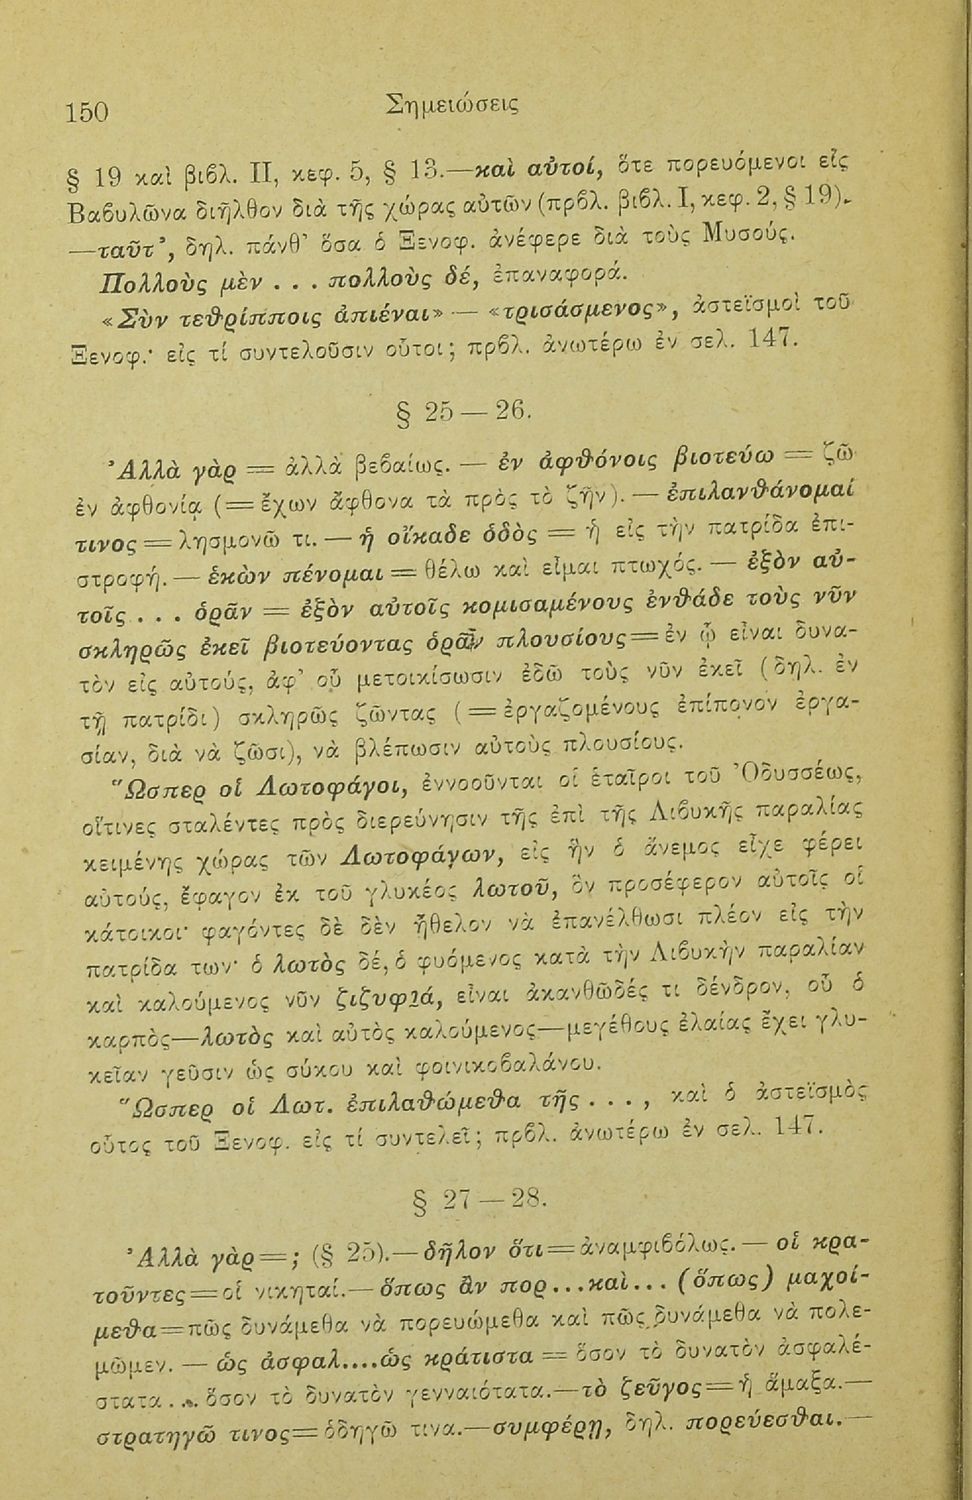 150
Σημειώσεις
§ 19 καὶ βιβλ. II, κεφ. 5, § 13.—καὶ αὐτοί, ὅτε πορευόμενοι εἰς
Βαβυλῶνα διῆλθον διὰ τῆς χώρας αὐτῶν (πρβλ. βιβλ. I, κεφ. 2, § 19).
—ταῦτ᾽, δηλ. πάνθ᾽ ὅσα ὁ Ξενοφ. ἀνέφερε διὰ τοὺς Μυσούς.
Πολλοὺς μὲν . . . πολλοὺς δέ, ἐπαναφορά.
«Σὺν τεθρίπποις ἀπιέναι» — «τρισάσμενος», ἀστεϊσμοὶ τοῦ
Ξενοφ.· εἰς τί συντελοῦσιν οὗτοι; πρβλ. ἀνωτέρω ἐν σελ. 147.
§ 25 — 26.
Ἀλλὰ γὰρ = ἀλλὰ βεβαίως. — ἐν ἀφθόνοις βιοτεύω = ζῶ
ἐν ἀφθονίᾳ (= ἔχων ἄφθονα τὰ πρὸς τὸ ζῆν). — ἐπιλανθάνομαί
τινος = λησμονῶ τι. — ἡ οἴκαδε ὁδὸς = ἡ εἰς τὴν πατρίδα ἐπι-
στροφή. — ἑκὼν πένομαι = θέλω καὶ εἶμαι πτωχός. — ἐξὸν αὐ-
τοῖς . . . ὁρᾶν = ἐξὸν αὐτοῖς κομισαμένους ἐνθάδε τοὺς νῦν
σκληρῶς ἐκεῖ βιοτεύοντας ὁρᾶν πλουσίους = ἐν ᾧ εἶναι δυνα-
τὸν εἰς αὐτούς, ἀφ᾽ οὗ μετοικίσωσιν ἐδῶ τοὺς νῦν ἐκεῖ (δηλ. ἐν
τῇ πατρίδι) σκληρῶς ζῶντας (= ἐργαζομένους ἐπίπονον ἐργα-
σίαν, διὰ νὰ ζῶσι), νὰ βλέπωσιν αὐτοὺς πλουσίους.
Ὥσπερ οἱ Λωτοφάγοι, ἐννοοῦνται οἱ ἑταῖροι τοῦ Ὀδυσσέως,
οἵτινες σταλέντες πρὸς διερεύνησιν τῆς ἐπὶ τῆς Λιβυκῆς παραλίας
κειμένης χώρας τῶν Λωτοφάγων, εἰς ἣν ὁ ἄνεμος εἶχε φέρει
αὐτούς, ἔφαγον ἐκ τοῦ γλυκέος λωτοῦ, ὃν προσέφερον αὐτοῖς οἱ
κάτοικοι· φαγόντες δὲ δὲν ἤθελον νὰ ἐπανέλθωσι πλέον εἰς τὴν
πατρίδα των· ὁ λωτὸς δέ, ὁ φυόμενος κατὰ τὴν Λιβυκὴν παραλίαν
καὶ καλούμενος νῦν ζιζυφιά, εἶναι ἀκανθῶδές τι δένδρον, οὗ ὁ
καρπὸς—λωτὸς καὶ αὐτὸς καλούμενος—μεγέθους ἐλαίας ἔχει γλυ-
κεῖαν γεῦσιν ὡς σύκου καὶ φοινικοβαλάνου.
Ὥσπερ οἱ Λωτ. ἐπιλαθώμεθα τῆς . . . , καὶ ὁ ἀστεϊσμὸς
οὗτος τοῦ Ξενοφ. εἰς τί συντελεῖ; πρβλ. ἀνωτέρω ἐν σελ. 147.
§ 27 — 28.
Ἀλλὰ γὰρ = ; (§ 25).—δῆλον ὅτι = ἀναμφιβόλως. — οἱ κρα-
τοῦντες = οἱ νικηταί.—ὅπως ἂν πορ...καὶ... (ὅπως) μαχοί-
μεθα = πῶς δυνάμεθα νὰ πορευώμεθα καὶ πῶς δυνάμεθα νὰ πολε-
μῶμεν. — ὡς ἀσφαλ....ὡς κράτιστα = ὅσον τὸ δυνατὸν ἀσφαλέ-
στατα... ὅσον τὸ δυνατὸν γενναιότατα.—τὸ ζεῦγος = ἡ ἅμαξα.—
στρατηγῶ τινος = ὁδηγῶ τινα.—συμφέρῃ, δηλ. πορεύεσθαι.—